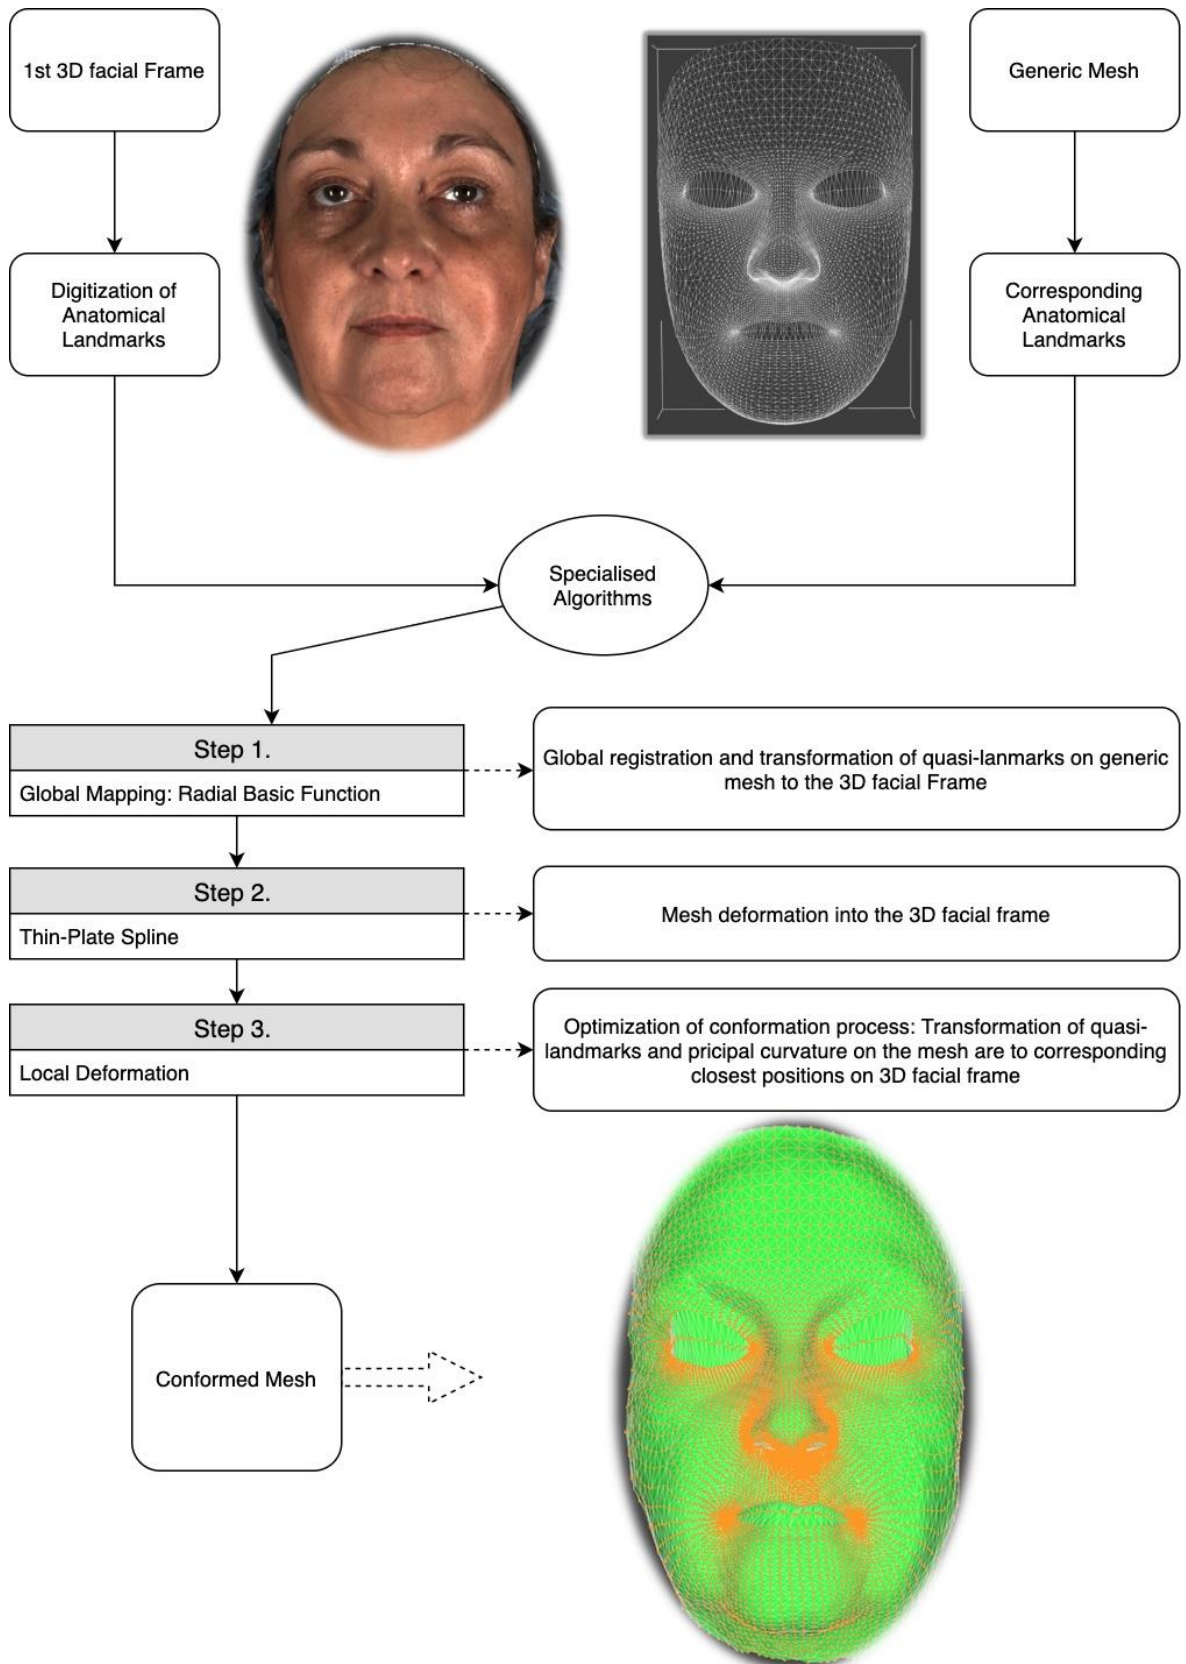 1st 3D facial Frame
Generic Mesh
Digitization of
Anatomical
Landmarks
Corresponding
Anatomical
Landmarks
Specialised
Algorithms
Step 1.
Global Mapping: Radial Basic Function
Global registration and transformation of quasi-lanmarks on generic
mesh to the 3D facial Frame
Step 2.
Thin-Plate Spline
Mesh deformation into the 3D facial frame
Step 3.
Local Deformation
Optimization of conformation process: Transformation of quasi-
landmarks and pricipal curvature on the mesh are to corresponding
closest positions on 3D facial frame
Conformed Mesh